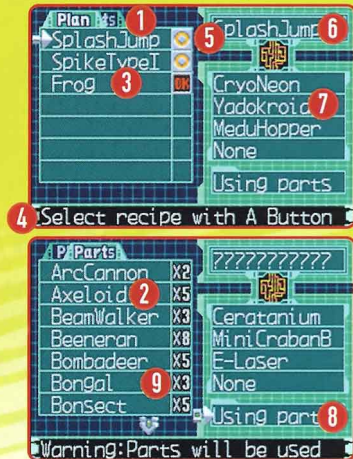 Plan 1
SplashJump 5 SplashJump 6
SpikeTypeI
Frog 3 OK CryoNeon
Yadokroid 7
MeduHopper
None
Using parts
4 Select recipe with A Button
Parts ???????????
ArcCannon X2
Axeloid 2 X5 Ceratanium
BeamWalker X3 MiniCrabanB
Beeneran X8 E-Laser
Bombadeer X5 None
Bongal 9 X3
Bonsect X5 Using parts 8
Warning:Parts will be used